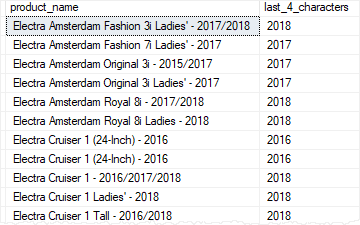 product_name last_4_characters
Electra Amsterdam Fashion 3i Ladies' - 2017/2018 2018
Electra Amsterdam Fashion 7i Ladies' - 2017 2017
Electra Amsterdam Original 3i - 2015/2017 2017
Electra Amsterdam Original 3i Ladies' - 2017 2017
Electra Amsterdam Royal 8i - 2017/2018 2018
Electra Amsterdam Royal 8i Ladies - 2018 2018
Electra Cruiser 1 (24-Inch) - 2016 2016
Electra Cruiser 1 (24-Inch) - 2016 2016
Electra Cruiser 1 - 2016/2017/2018 2018
Electra Cruiser 1 Ladies' - 2018 2018
Electra Cruiser 1 Tall - 2016/2018 2018